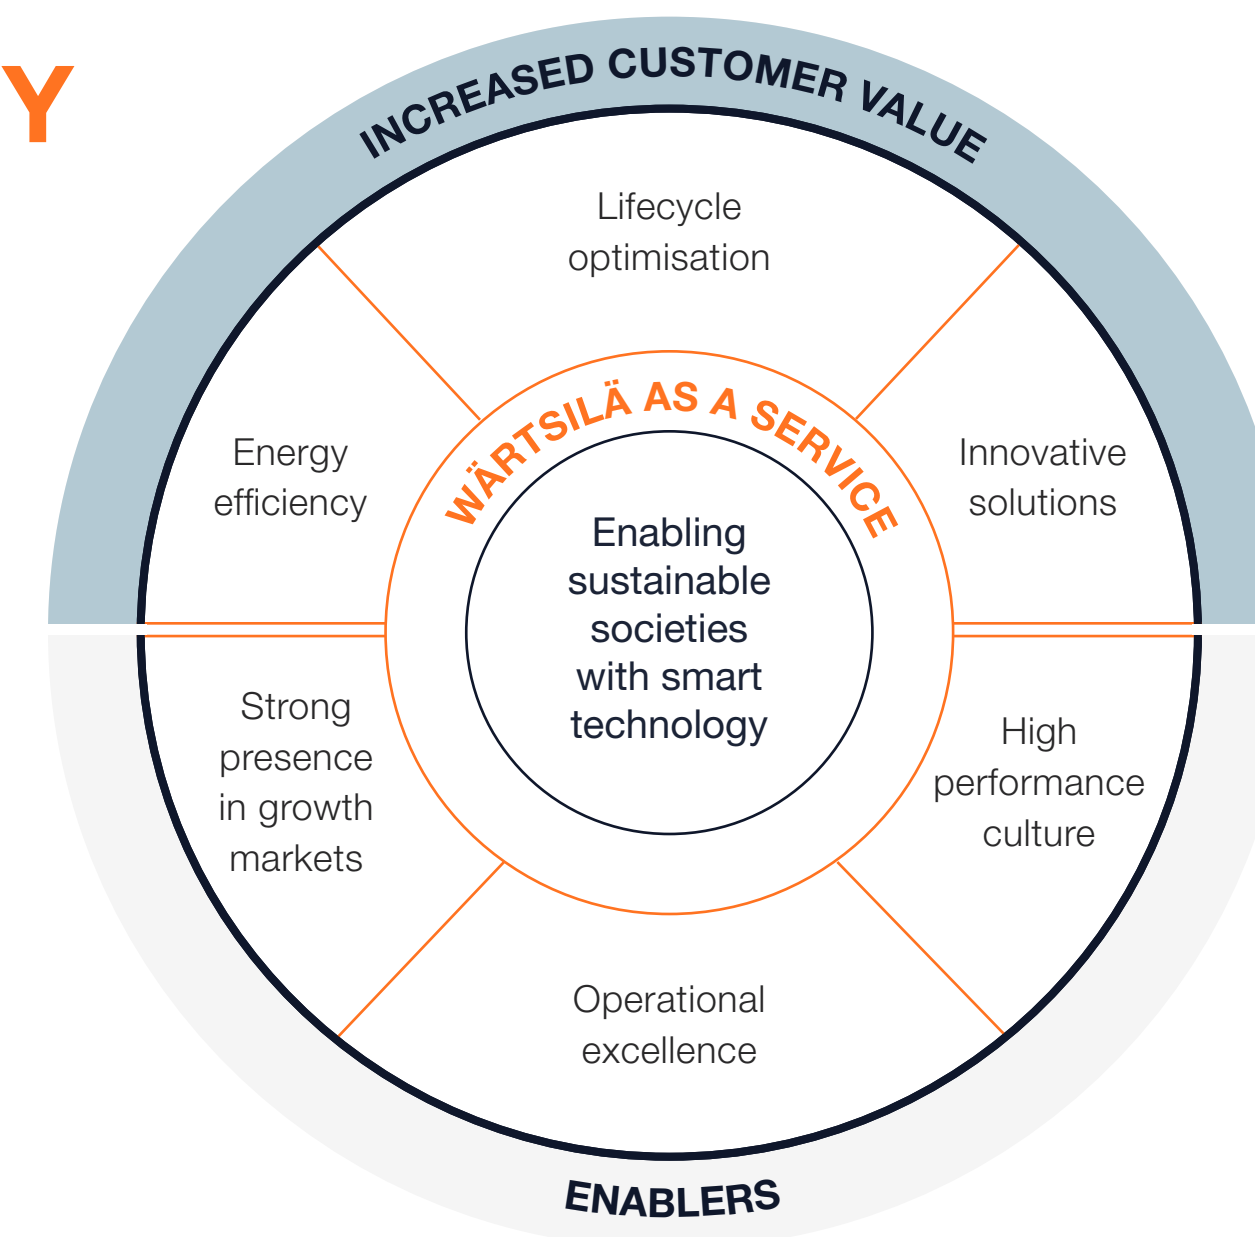 Y
INCREASED CUSTOMER VALUE
Lifecycle
optimisation
Energy
efficiency
Innovative
solutions
WÄRTSILÄ AS A SERVICE
Enabling
sustainable
societies
with smart
technology
Strong
presence
in growth
markets
High
performance
culture
Operational
excellence
ENABLERS